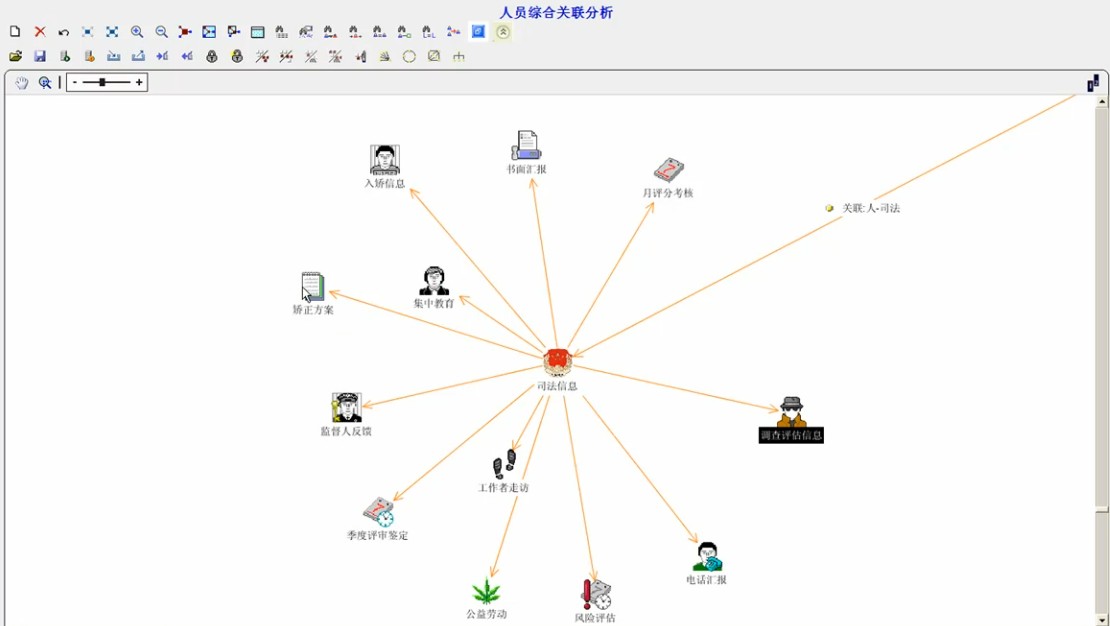 人员综合关联分析
书面汇报
入矫信息
月评分考核
关联:人-司法
集中教育
矫正方案
司法信息
监督人反馈
调查评估信息
工作者走访
季度评审鉴定
电话汇报
公益劳动
风险评估